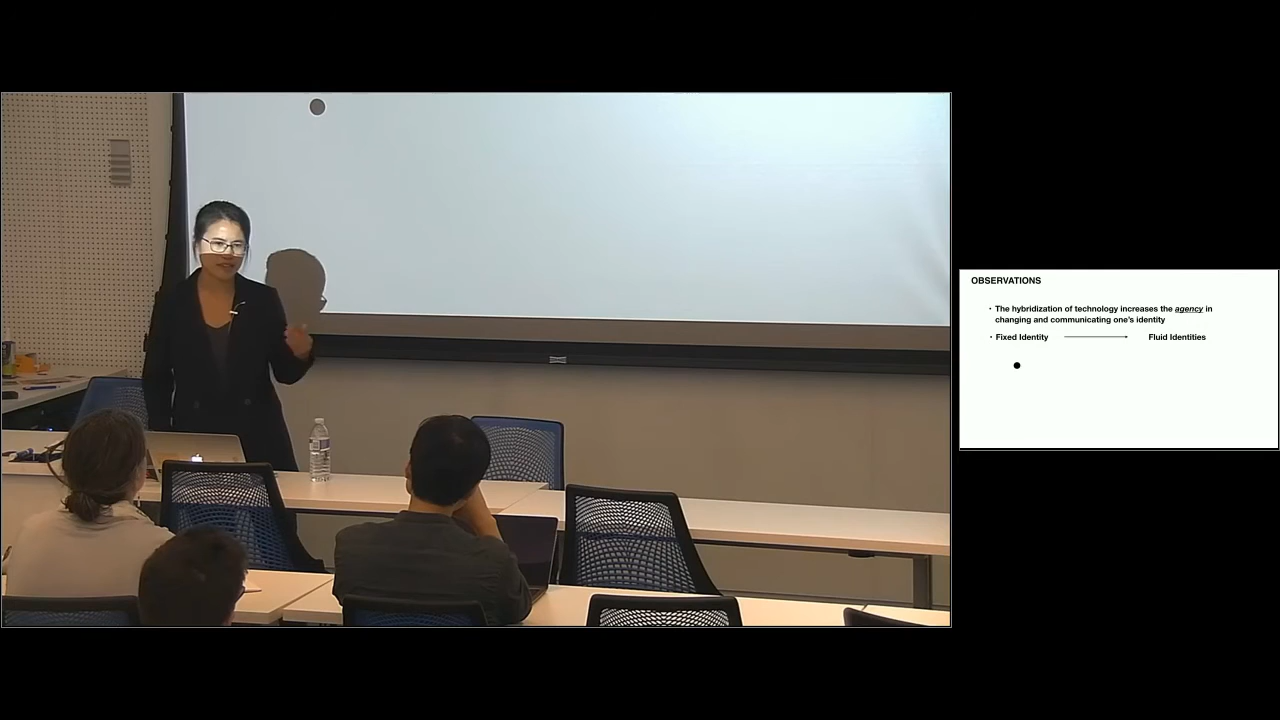 OBSERVATIONS
• The hybridization of technology increases the agency in
changing and communicating one's identity
• Fixed Identity ⟶ Fluid Identities